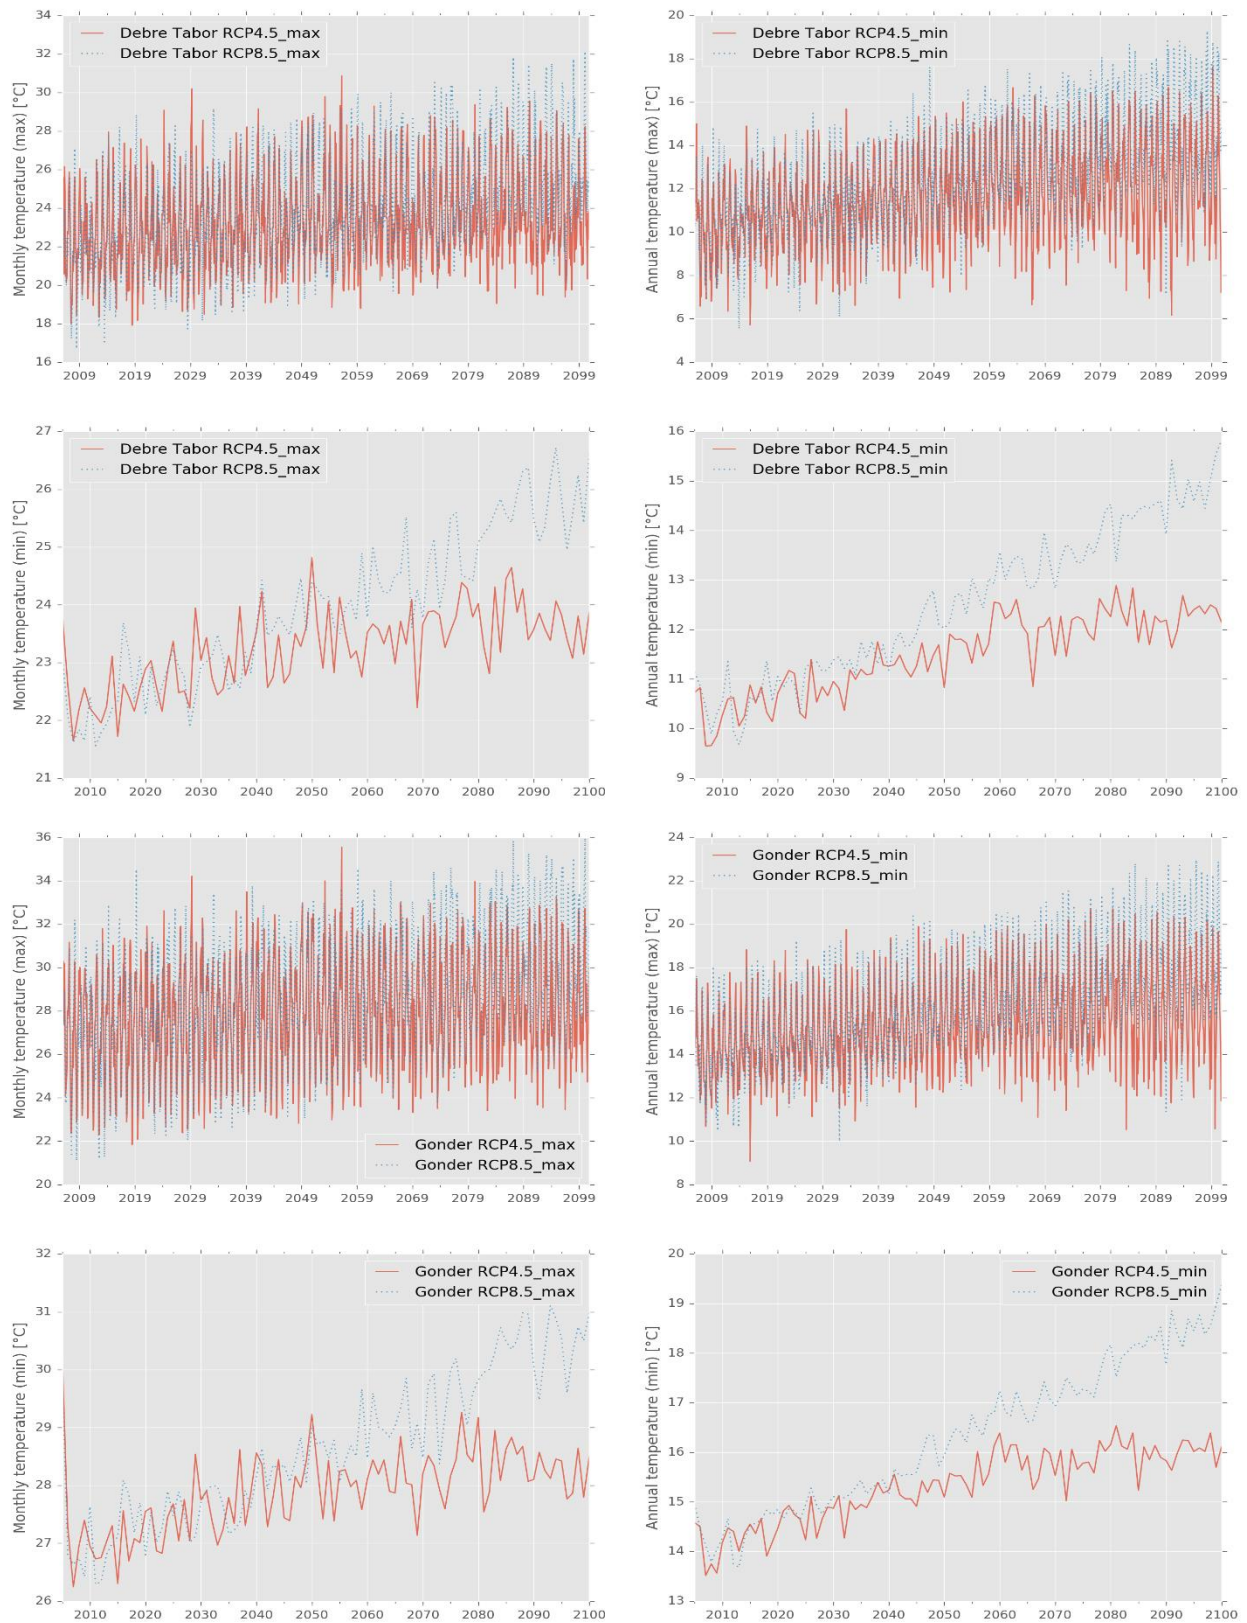 Monthly temperature (max) [°C]
34
32
30
28
26
24
22
20
18
16
Debre Tabor RCP4.5_max
Debre Tabor RCP8.5_max
2009 2019 2029 2039 2049 2059 2069 2079 2089 2099
Annual temperature (max) [°C]
20
18
16
14
12
10
8
6
4
Debre Tabor RCP4.5_min
Debre Tabor RCP8.5_min
2009 2019 2029 2039 2049 2059 2069 2079 2089 2099
Monthly temperature (min) [°C]
27
26
25
24
23
22
21
Debre Tabor RCP4.5_max
Debre Tabor RCP8.5_max
2010 2020 2030 2040 2050 2060 2070 2080 2090 2100
Annual temperature (min) [°C]
16
15
14
13
12
11
10
9
Debre Tabor RCP4.5_min
Debre Tabor RCP8.5_min
2010 2020 2030 2040 2050 2060 2070 2080 2090 2100
Monthly temperature (max) [°C]
36
34
32
30
28
26
24
22
20
Gonder RCP4.5_max
Gonder RCP8.5_max
2009 2019 2029 2039 2049 2059 2069 2079 2089 2099
Annual temperature (max) [°C]
24
22
20
18
16
14
12
10
8
Gonder RCP4.5_min
Gonder RCP8.5_min
2009 2019 2029 2039 2049 2059 2069 2079 2089 2099
Monthly temperature (min) [°C]
32
31
30
29
28
27
26
Gonder RCP4.5_max
Gonder RCP8.5_max
2010 2020 2030 2040 2050 2060 2070 2080 2090 2100
Annual temperature (min) [°C]
20
19
18
17
16
15
14
13
Gonder RCP4.5_min
Gonder RCP8.5_min
2010 2020 2030 2040 2050 2060 2070 2080 2090 2100